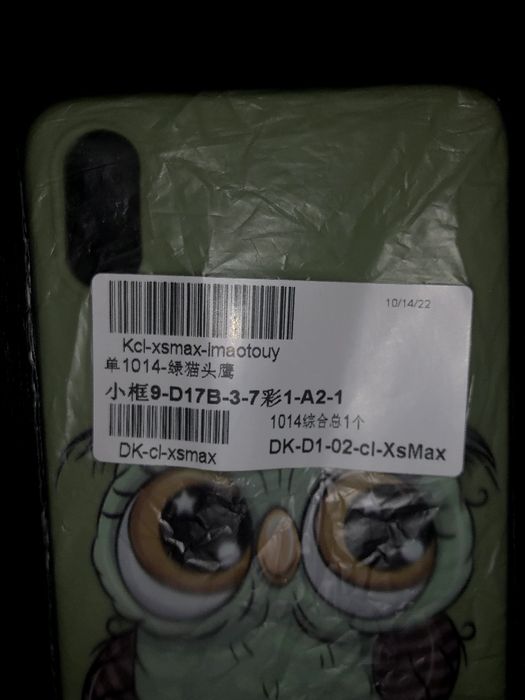 10/14/22
Kcl-xsmax-lmaotouy
单1014-绿猫头鹰
小框9-D17B-3-7彩1-A2-1
1014综合总1个
DK-cl-xsmax
DK-D1-02-cl-XsMax